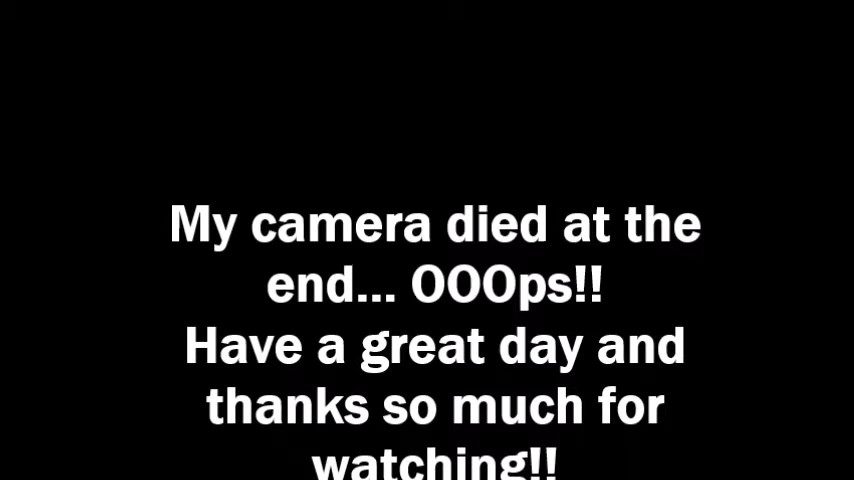 My camera died at the
end... OOOps!!
Have a great day and
thanks so much for
watching!!